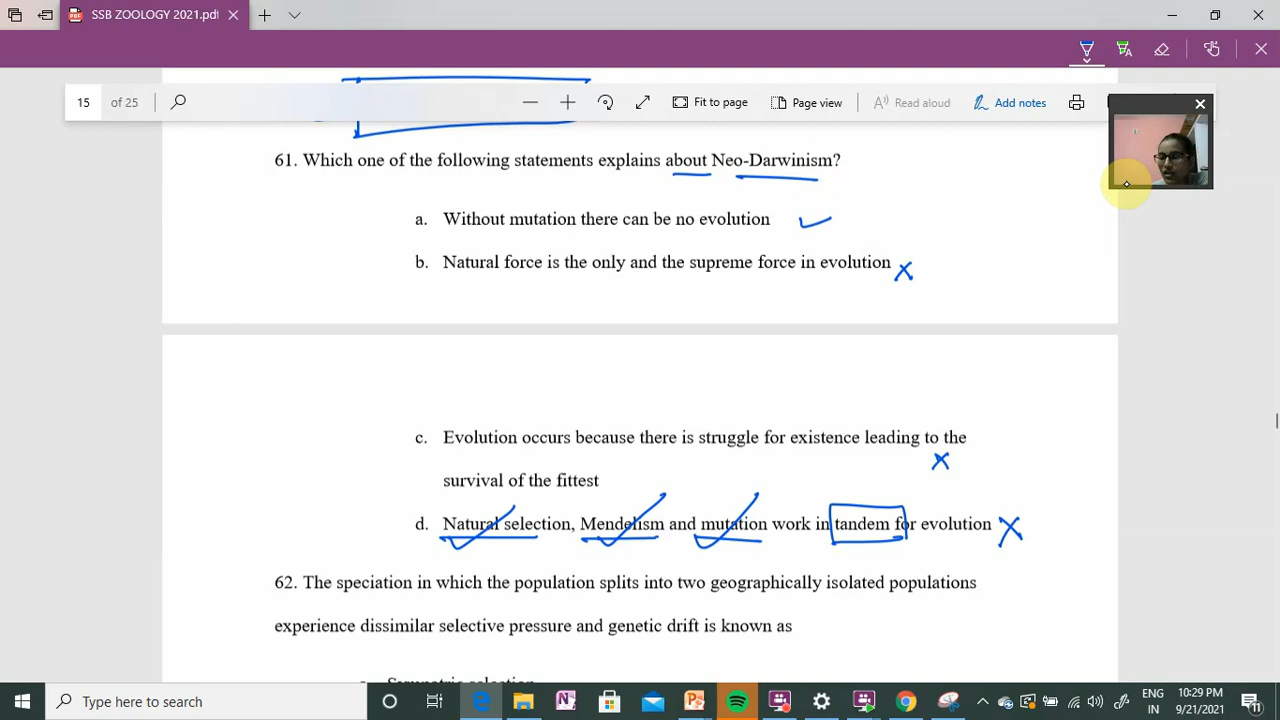 SSB ZOOLOGY 2021.pdf
15 of 25
Fit to page
Page view
Read aloud
Add notes
61. Which one of the following statements explains about Neo-Darwinism?
a. Without mutation there can be no evolution
b. Natural force is the only and the supreme force in evolution
c. Evolution occurs because there is struggle for existence leading to the
survival of the fittest
d. Natural selection, Mendelism and mutation work in tandem for evolution
62. The speciation in which the population splits into two geographically isolated populations
experience dissimilar selective pressure and genetic drift is known as
Type here to search
ENG
IN
10:29 PM
9/21/2021